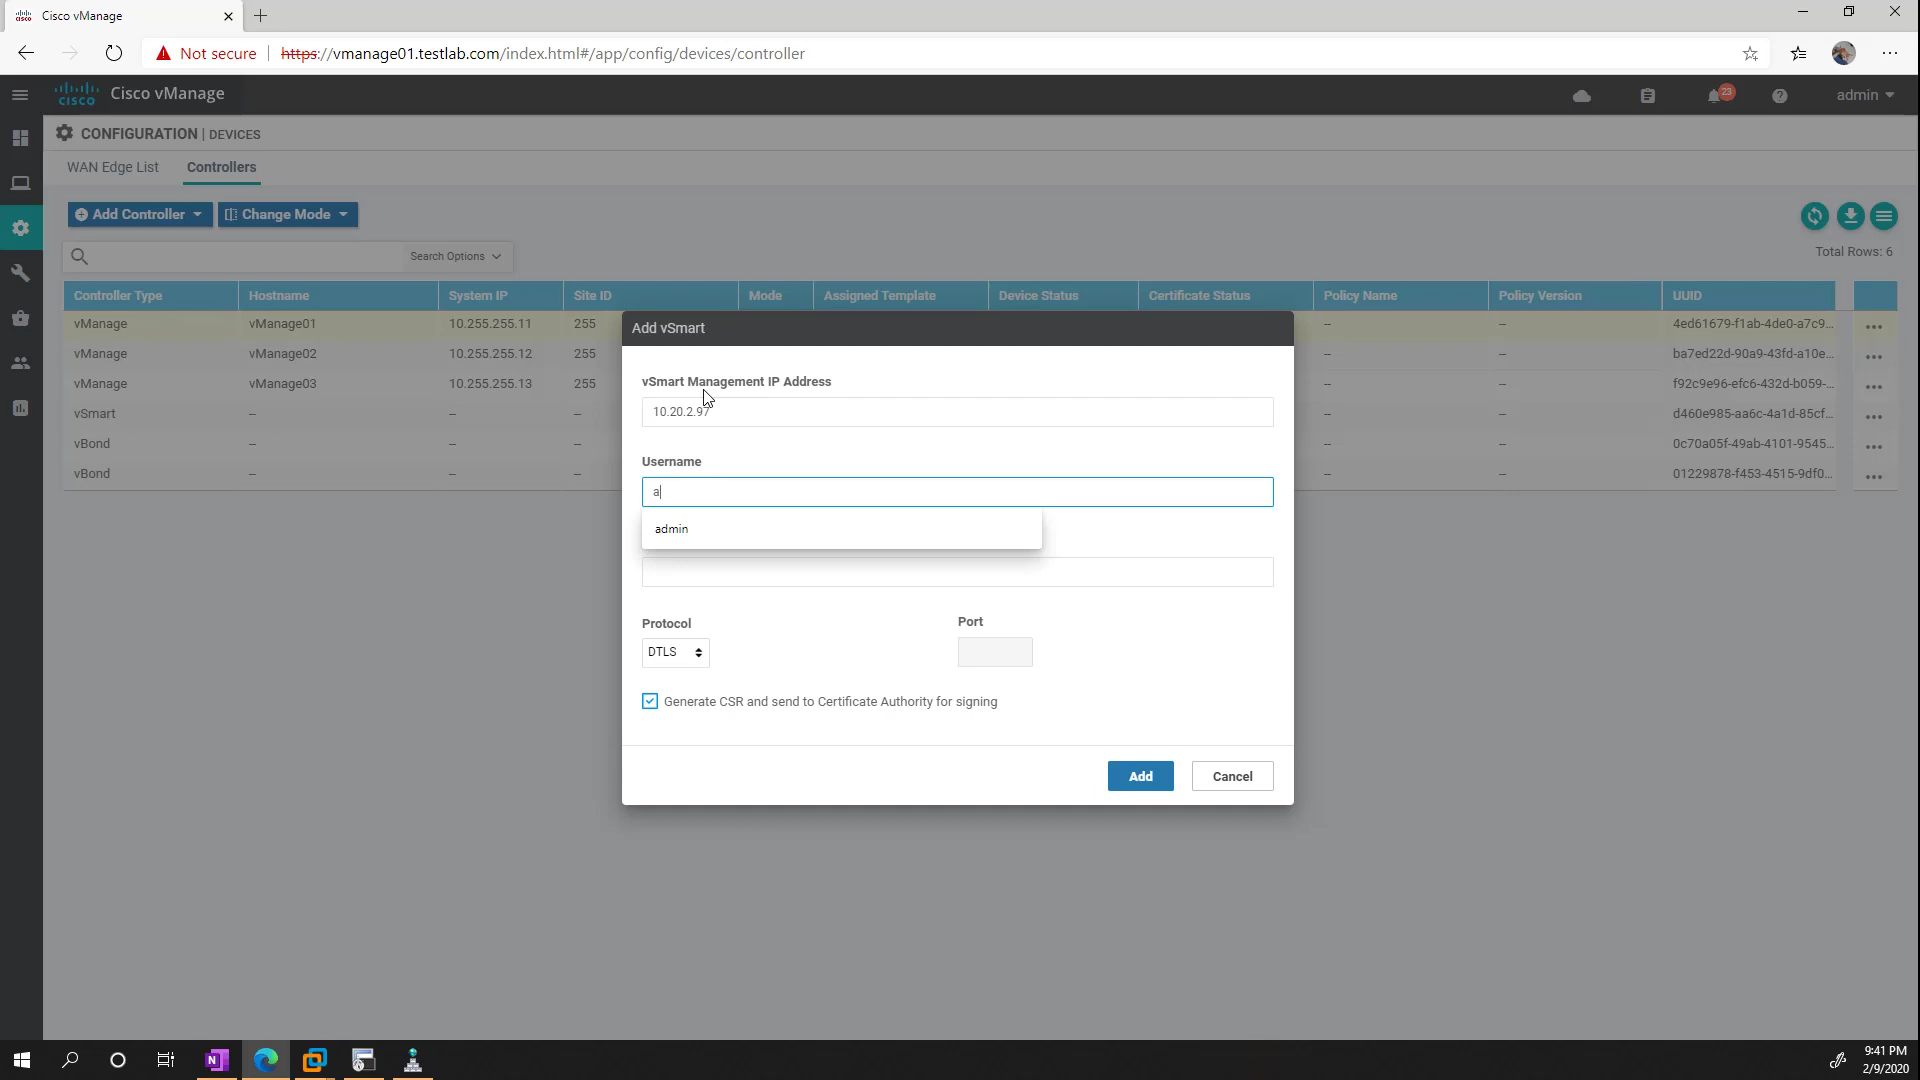 Cisco vManage
Not secure https://vmanage01.testlab.com/index.html#/app/config/devices/controller
CISCO Cisco vManage 23 admin
CONFIGURATION | DEVICES
WAN Edge List Controllers
Add Controller Change Mode
Search Options Total Rows: 6
Controller Type Hostname System IP Site ID Mode Assigned Template Device Status Certificate Status Policy Name Policy Version UUID
vManage vManage01 10.255.255.11 255 -- -- 4ed61679-f1ab-4de0-a7c9...
vManage vManage02 10.255.255.12 255 -- -- ba7ed22d-90a9-43fd-a10e...
vManage vManage03 10.255.255.13 255 -- -- f92c9e96-efc6-432d-b059-...
vSmart -- -- -- -- -- d460e985-aa6c-4a1d-85cf...
vBond -- -- -- -- -- 0c70a05f-49ab-4101-9545...
vBond -- -- -- -- -- 01229878-f453-4515-9df0...
Add vSmart
vSmart Management IP Address
10.20.2.97
Username
a
admin
Protocol Port
DTLS
Generate CSR and send to Certificate Authority for signing
Add Cancel
9:41 PM
2/9/2020